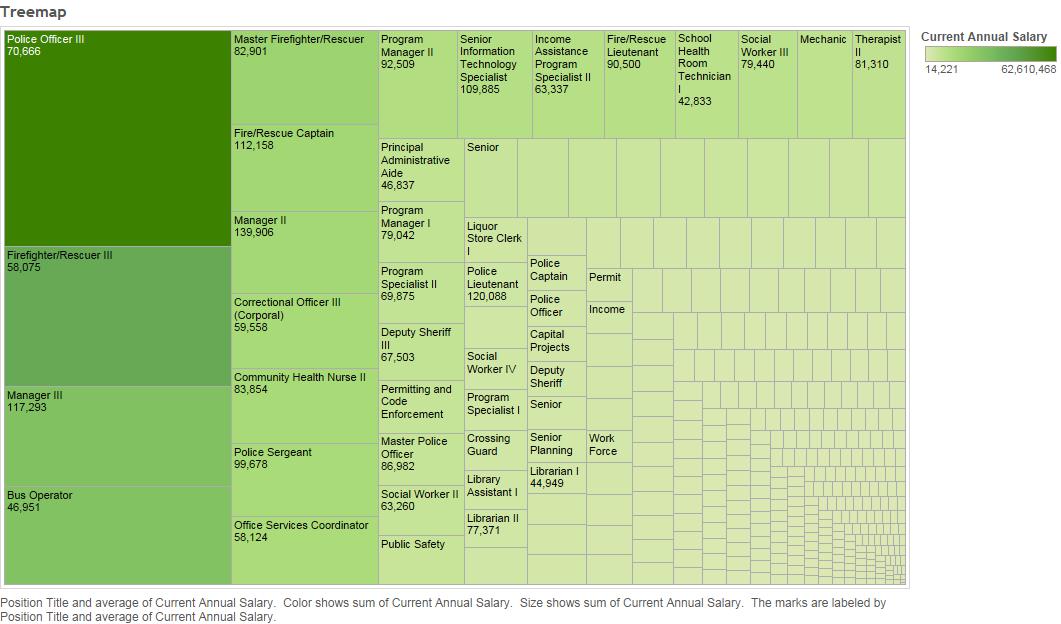 Treemap
Police Officer III
70,666
Firefighter/Rescuer III
58,075
Manager III
117,293
Bus Operator
46,951
Master Firefighter/Rescuer
82,901
Fire/Rescue Captain
112,158
Manager II
139,906
Correctional Officer III
(Corporal)
59,558
Community Health Nurse II
83,854
Police Sergeant
99,678
Office Services Coordinator
58,124
Program
Manager II
92,509
Senior
Information
Technology
Specialist
109,885
Income
Assistance
Program
Specialist II
63,337
Fire/Rescue
Lieutenant
90,500
School
Health
Room
Technician
I
42,833
Social
Worker III
79,440
Mechanic
Therapist
II
81,310
Principal
Administrative
Aide
46,837
Program
Manager I
79,042
Program
Specialist II
69,875
Deputy Sheriff
III
67,503
Permitting and
Code
Enforcement
Master Police
Officer
86,982
Social Worker II
63,260
Public Safety
Senior
Liquor
Store Clerk
I
Police
Lieutenant
120,088
Social
Worker IV
Program
Specialist I
Crossing
Guard
Library
Assistant I
Librarian II
77,371
Police
Captain
Police
Officer
Capital
Projects
Deputy
Sheriff
Senior
Senior
Planning
Librarian I
44,949
Permit
Income
Work
Force
Current Annual Salary
14,221 62,610,468
Position Title and average of Current Annual Salary.  Color shows sum of Current Annual Salary.  Size shows sum of Current Annual Salary.  The marks are labeled by
Position Title and average of Current Annual Salary.